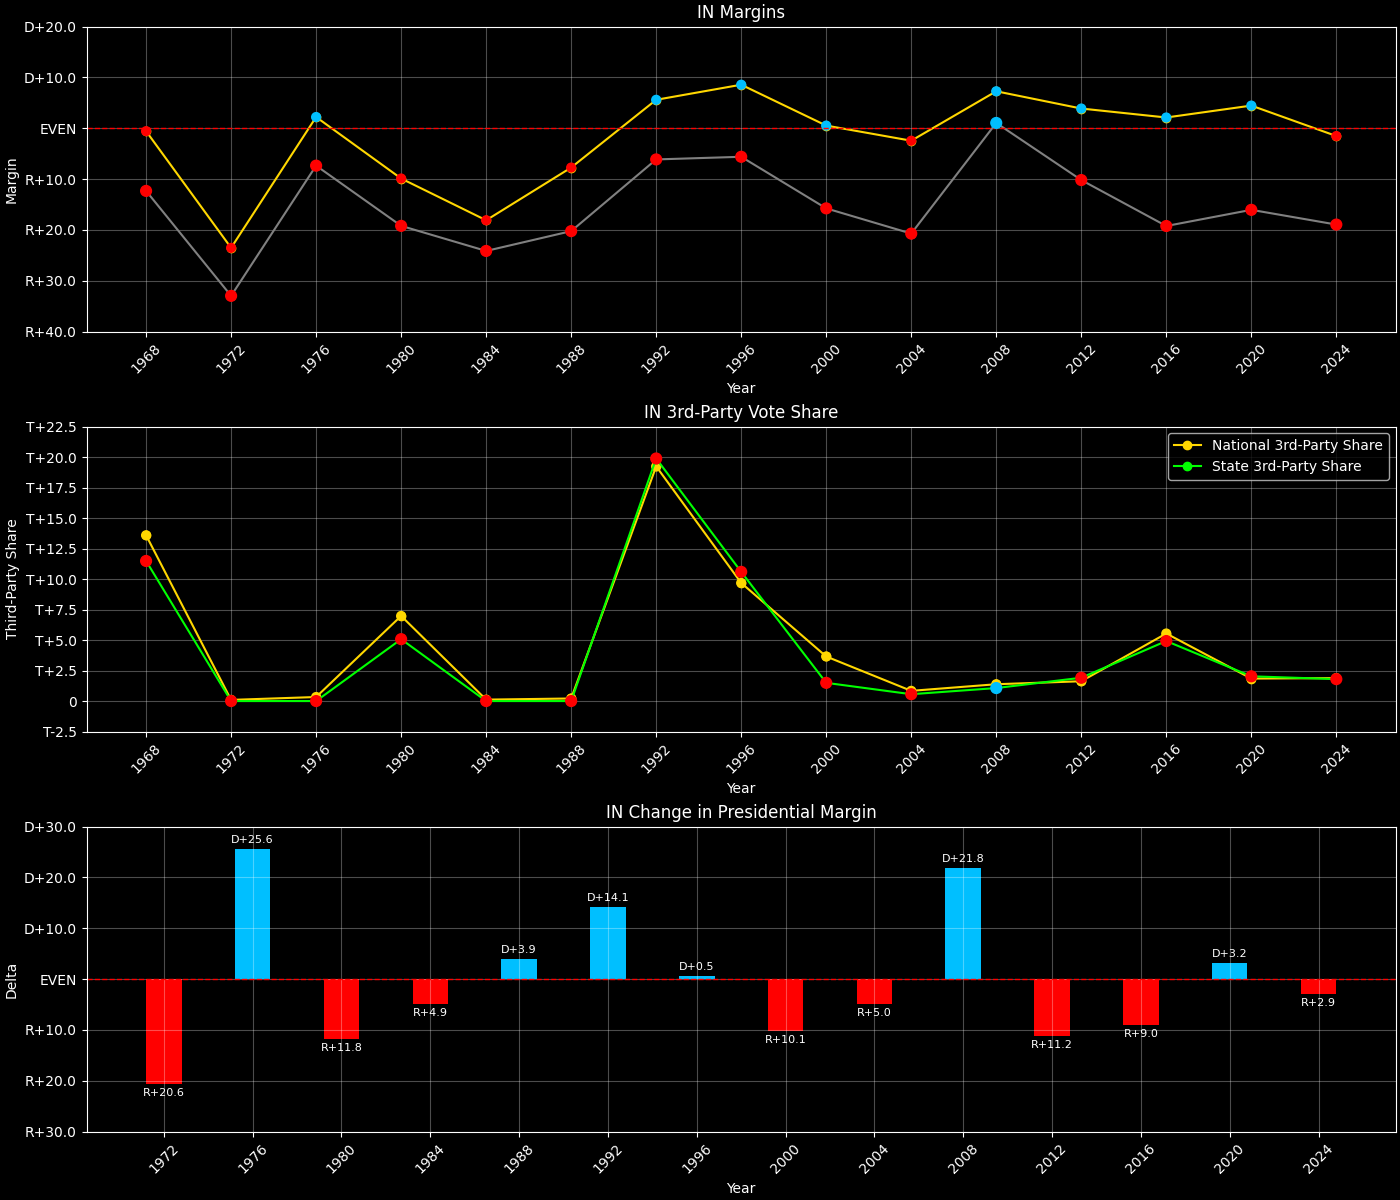 IN Margins
D+20.0
D+10.0
EVEN
R+10.0
R+20.0
R+30.0
R+40.0
Margin
1968 1972 1976 1980 1984 1988 1992 1996 2000 2004 2008 2012 2016 2020 2024
Year
IN 3rd-Party Vote Share
T+22.5
T+20.0
T+17.5
T+15.0
T+12.5
T+10.0
T+7.5
T+5.0
T+2.5
0
T-2.5
Third-Party Share
National 3rd-Party Share
State 3rd-Party Share
1968 1972 1976 1980 1984 1988 1992 1996 2000 2004 2008 2012 2016 2020 2024
Year
IN Change in Presidential Margin
D+30.0
D+20.0
D+10.0
EVEN
R+10.0
R+20.0
R+30.0
Delta
R+20.6
D+25.6
R+11.8
R+4.9
D+3.9
D+14.1
D+0.5
R+10.1
R+5.0
D+21.8
R+11.2
R+9.0
D+3.2
R+2.9
1972 1976 1980 1984 1988 1992 1996 2000 2004 2008 2012 2016 2020 2024
Year